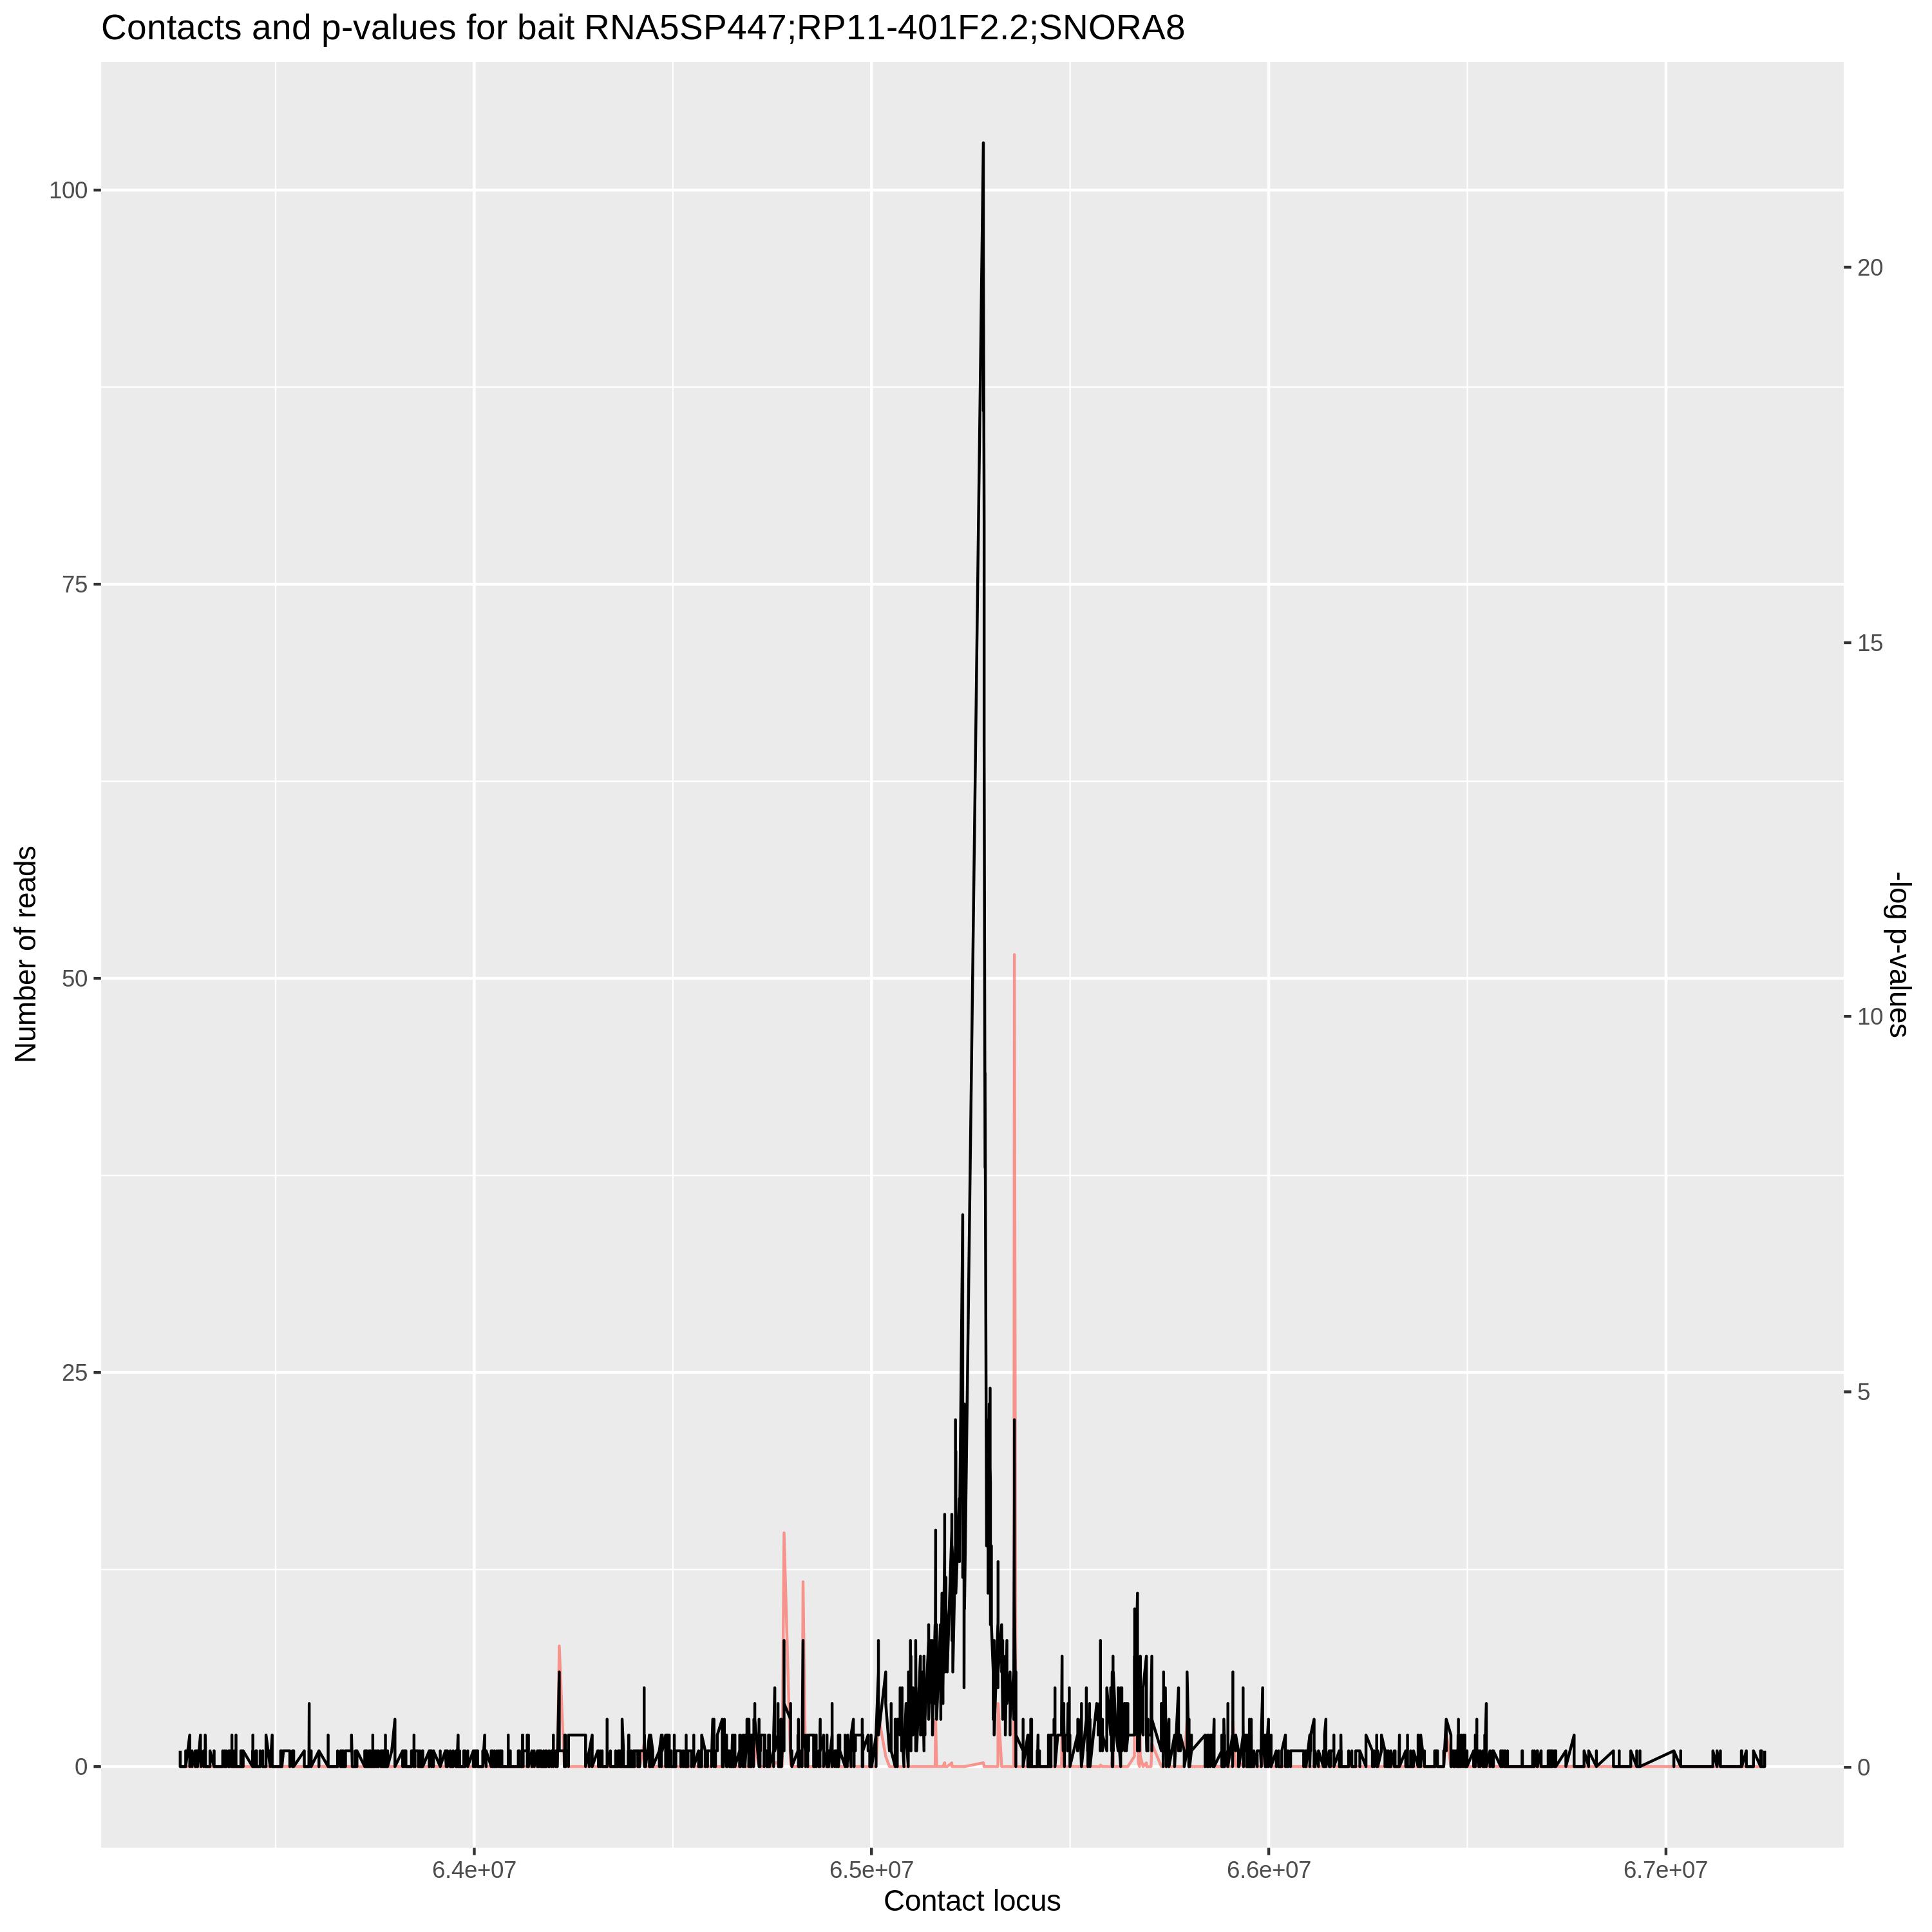 Contacts and p-values for bait RNA5SP447;RP11-401F2.2;SNORA8
100
75
50
25
0
Number of reads
20
15
10
5
0
-log p-values
6.4e+07
6.5e+07
6.6e+07
6.7e+07
Contact locus